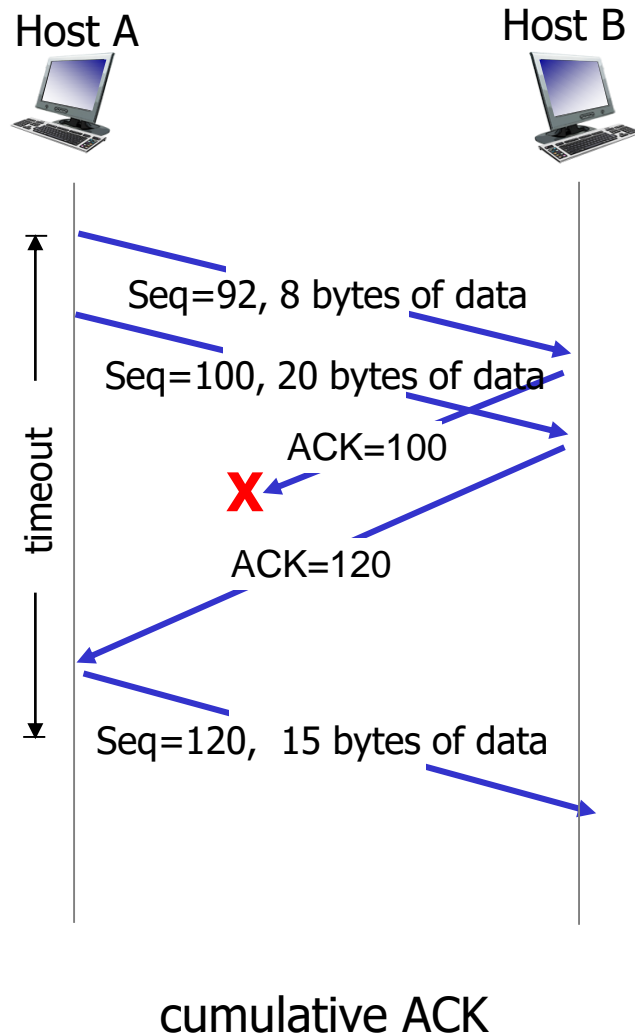 Host A
Host B
Seq=92, 8 bytes of data
Seq=100, 20 bytes of data
ACK=100
X
timeout
ACK=120
Seq=120,  15 bytes of data
cumulative ACK